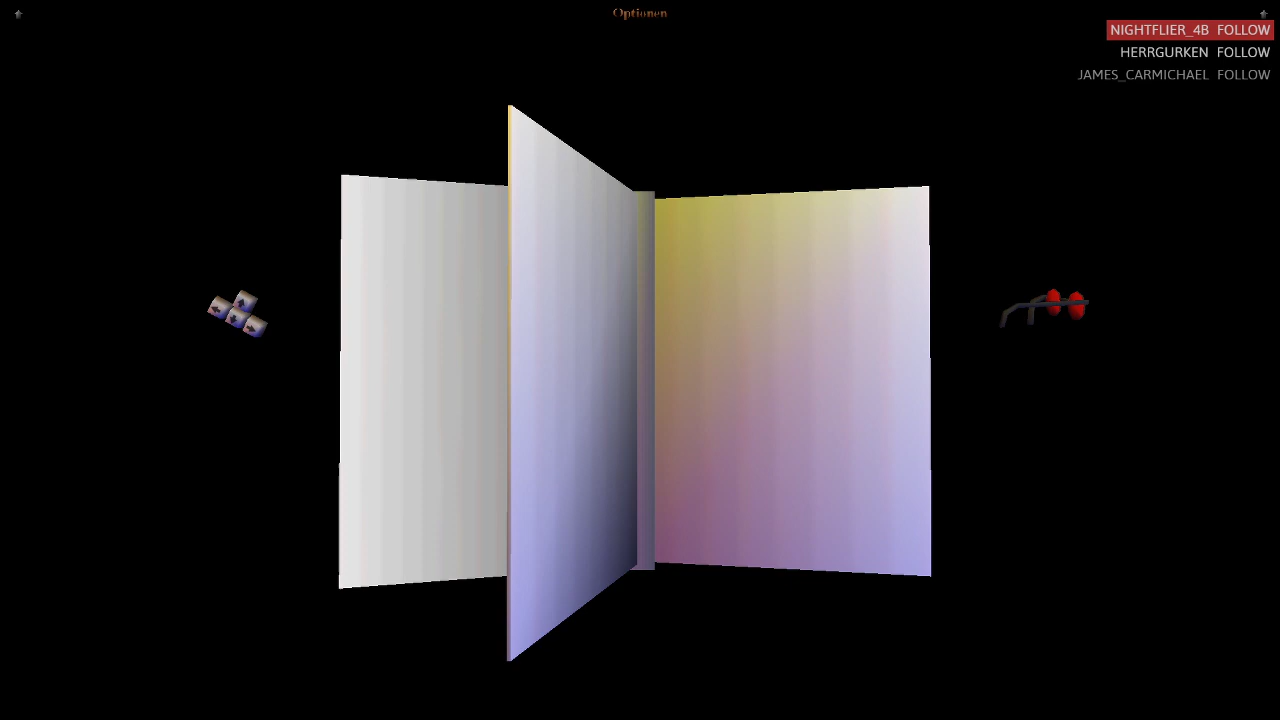 Optionen
NIGHTFLIER_4B FOLLOW
HERRGURKEN FOLLOW
JAMES_CARMICHAEL FOLLOW